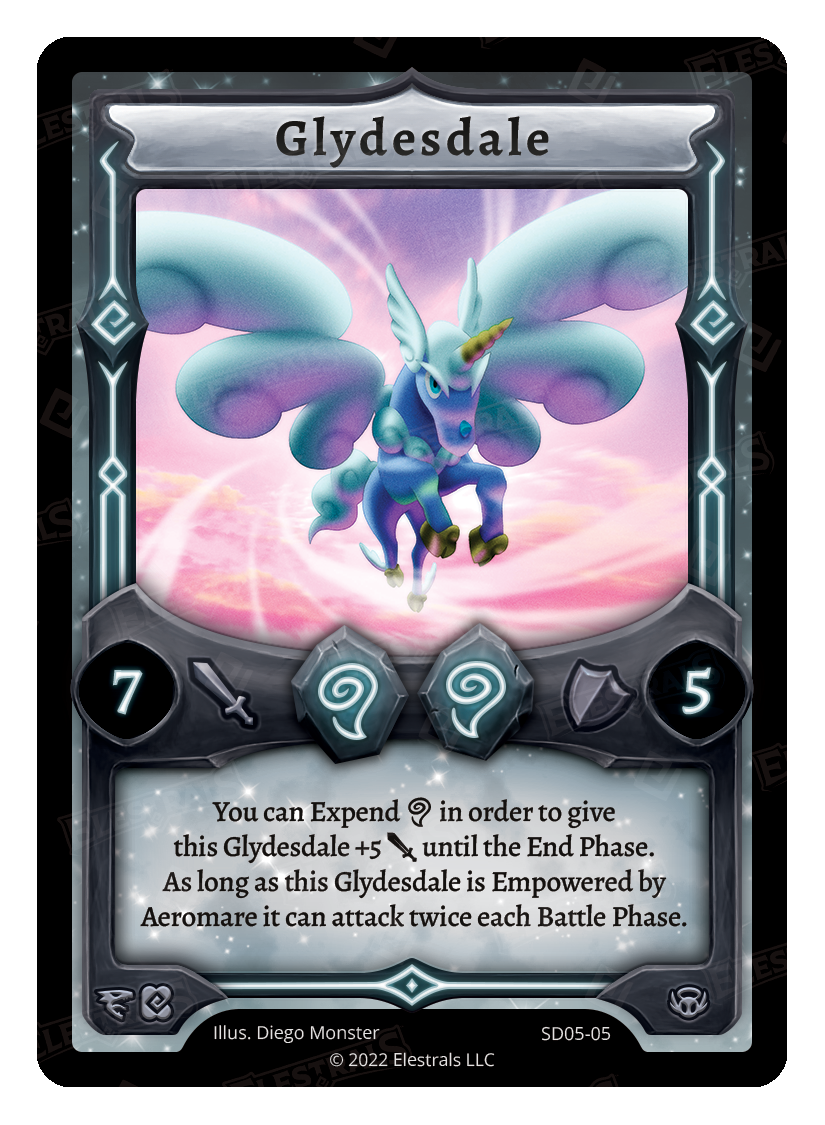 Glydesdale
7 5
You can Expend in order to give
this Glydesdale +5 until the End Phase.
As long as this Glydesdale is Empowered by
Aeromare it can attack twice each Battle Phase.
Illus. Diego Monster SD05-05
© 2022 Elestrals LLC